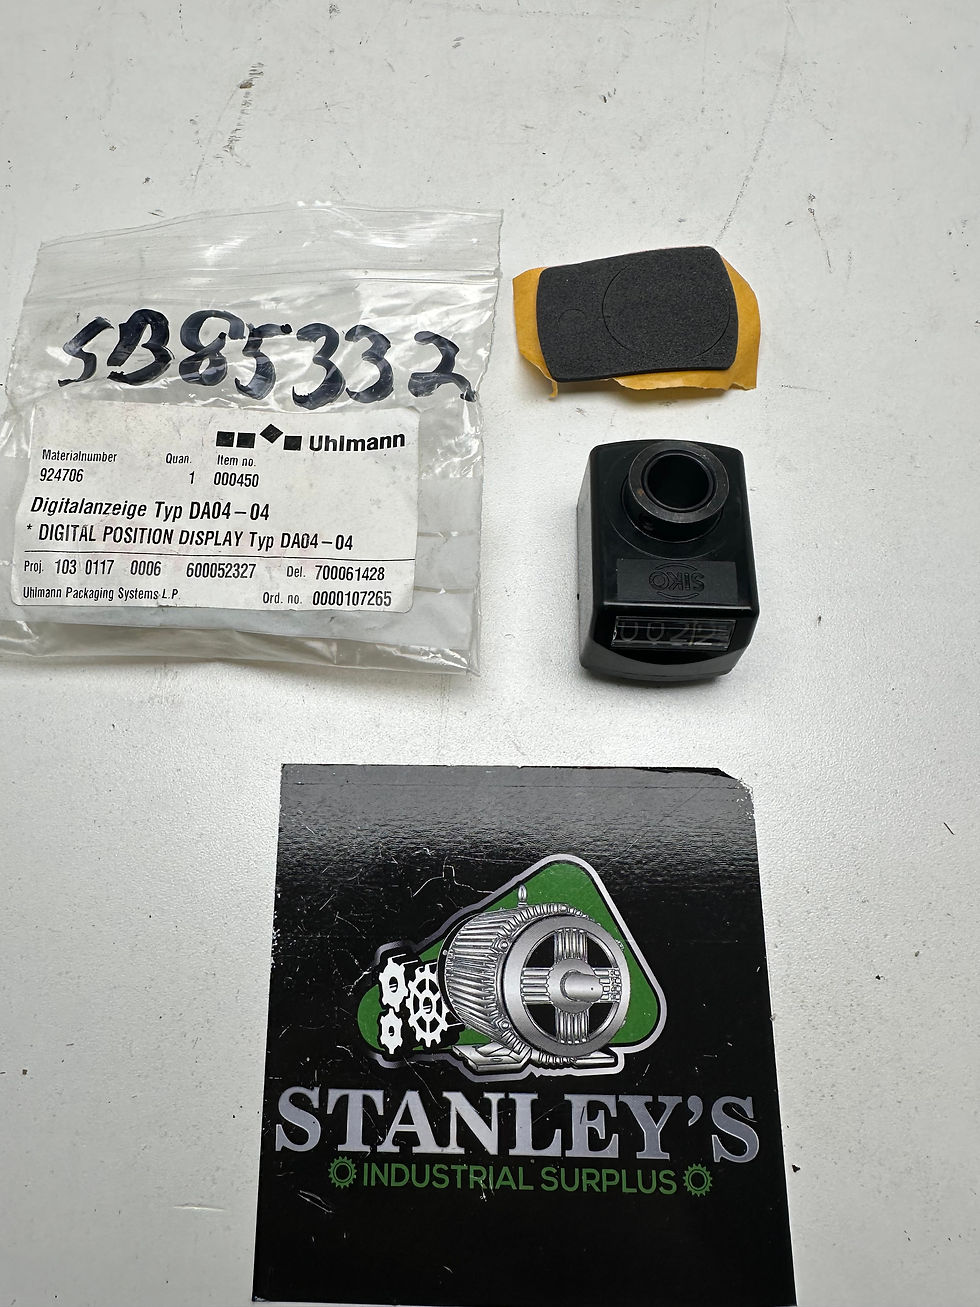 SB85332
Uhlmann
Materialnumber Quan. Item no.
924706 1 000450
Digitalanzeige Typ DA04-04
* DIGITAL POSITION DISPLAY Typ DA04-04
Proj. 103 0117 0006 600052327 Del. 700061428
Uhlmann Packaging Systems L.P. Ord. no. 0000107265
SIKO
STANLEY'S
INDUSTRIAL SURPLUS